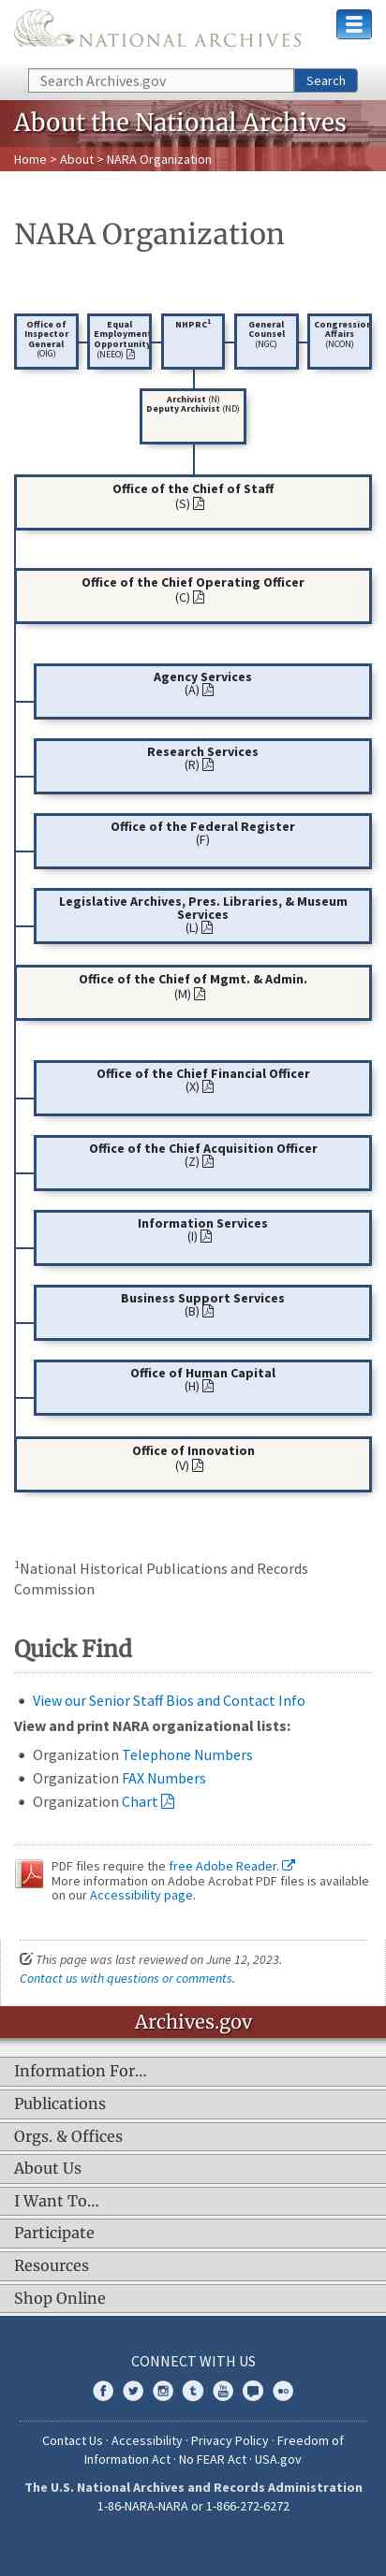 NATIONAL ARCHIVES
Search Archives.gov
Search
About the National Archives
Home > About > NARA Organization
NARA Organization
Office of
Inspector
General
(OIG)
Equal
Employment
Opportunity
(NEEO)
NHPRC1
General
Counsel
(NGC)
Congression
Affairs
(NCON)
Archivist (N)
Deputy Archivist (ND)
Office of the Chief of Staff
(S)
Office of the Chief Operating Officer
(C)
Agency Services
(A)
Research Services
(R)
Office of the Federal Register
(F)
Legislative Archives, Pres. Libraries, & Museum
Services
(L)
Office of the Chief of Mgmt. & Admin.
(M)
Office of the Chief Financial Officer
(X)
Office of the Chief Acquisition Officer
(Z)
Information Services
(I)
Business Support Services
(B)
Office of Human Capital
(H)
Office of Innovation
(V)
1National Historical Publications and Records
Commission
Quick Find
View our Senior Staff Bios and Contact Info
View and print NARA organizational lists:
Organization Telephone Numbers
Organization FAX Numbers
Organization Chart
PDF files require the free Adobe Reader.
More information on Adobe Acrobat PDF files is available
on our Accessibility page.
This page was last reviewed on June 12, 2023.
Contact us with questions or comments.
Archives.gov
Information For…
Publications
Orgs. & Offices
About Us
I Want To…
Participate
Resources
Shop Online
CONNECT WITH US
Contact Us · Accessibility · Privacy Policy · Freedom of
Information Act · No FEAR Act · USA.gov
The U.S. National Archives and Records Administration
1-86-NARA-NARA or 1-866-272-6272